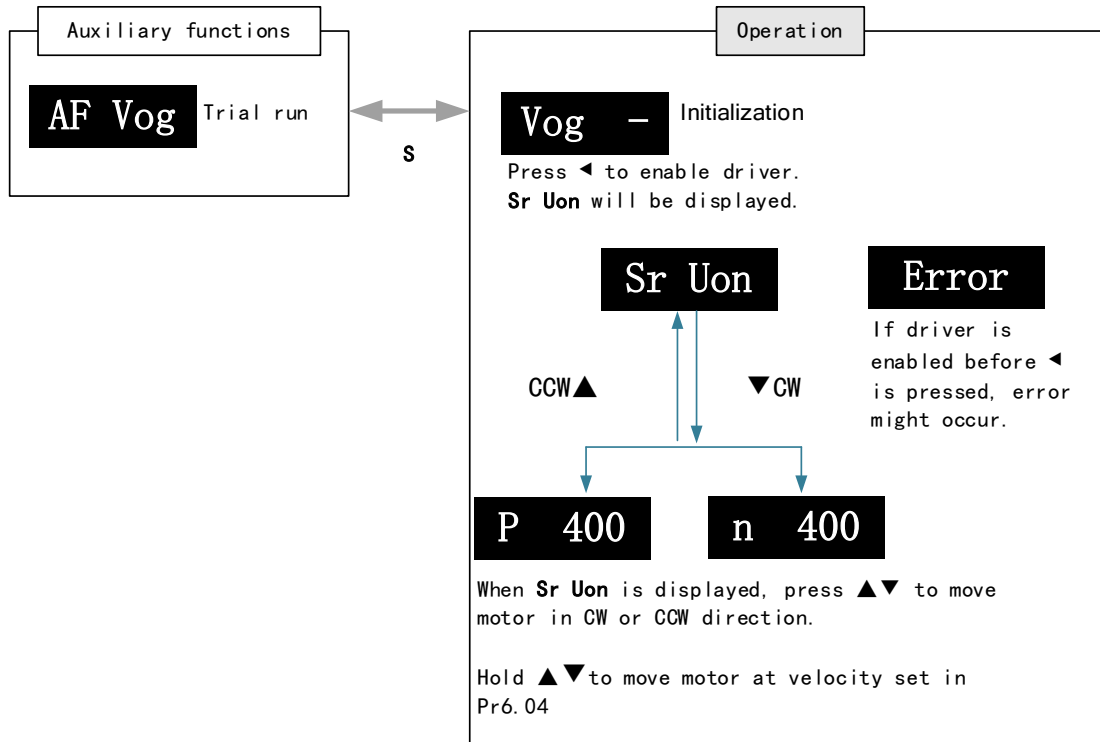 Auxiliary functions
AF Vog Trial run
S
Operation
Vog － Initialization
Press ◀ to enable driver.
Sr Uon will be displayed.
Sr Uon
CCW▲
▼CW
Error
If driver is
enabled before ◀
is pressed, error
might occur.
P 400
n 400
When Sr Uon is displayed, press ▲▼ to move
motor in CW or CCW direction.
Hold ▲▼to move motor at velocity set in
Pr6.04